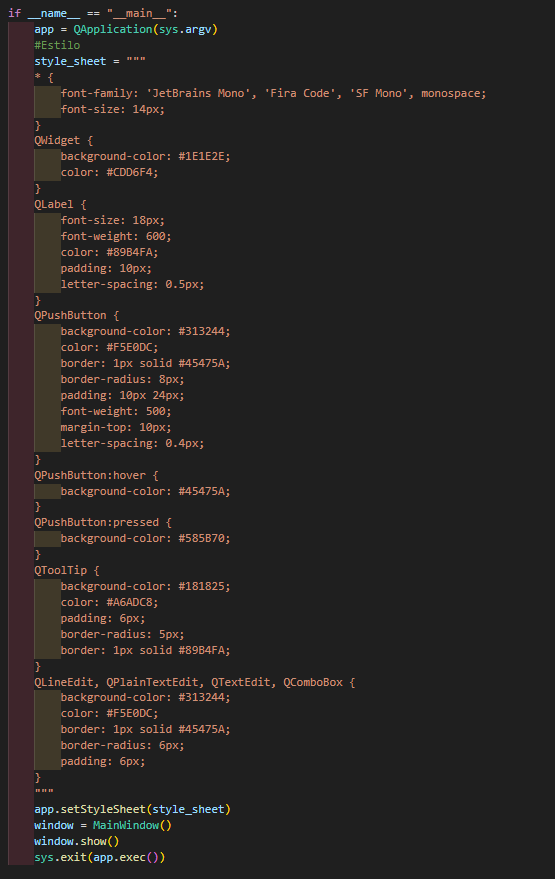 if __name__ == "__main__":
    app = QApplication(sys.argv)
    #Estilo
    style_sheet = """
    * {
        font-family: 'JetBrains Mono', 'Fira Code', 'SF Mono', monospace;
        font-size: 14px;
    }
    QWidget {
        background-color: #1E1E2E;
        color: #CDD6F4;
    }
    QLabel {
        font-size: 18px;
        font-weight: 600;
        color: #89B4FA;
        padding: 10px;
        letter-spacing: 0.5px;
    }
    QPushButton {
        background-color: #313244;
        color: #F5E0DC;
        border: 1px solid #45475A;
        border-radius: 8px;
        padding: 10px 24px;
        font-weight: 500;
        margin-top: 10px;
        letter-spacing: 0.4px;
    }
    QPushButton:hover {
        background-color: #45475A;
    }
    QPushButton:pressed {
        background-color: #585B70;
    }
    QToolTip {
        background-color: #181825;
        color: #A6ADC8;
        padding: 6px;
        border-radius: 5px;
        border: 1px solid #89B4FA;
    }
    QLineEdit, QPlainTextEdit, QTextEdit, QComboBox {
        background-color: #313244;
        color: #F5E0DC;
        border: 1px solid #45475A;
        border-radius: 6px;
        padding: 6px;
    }
    """
    app.setStyleSheet(style_sheet)
    window = MainWindow()
    window.show()
    sys.exit(app.exec())